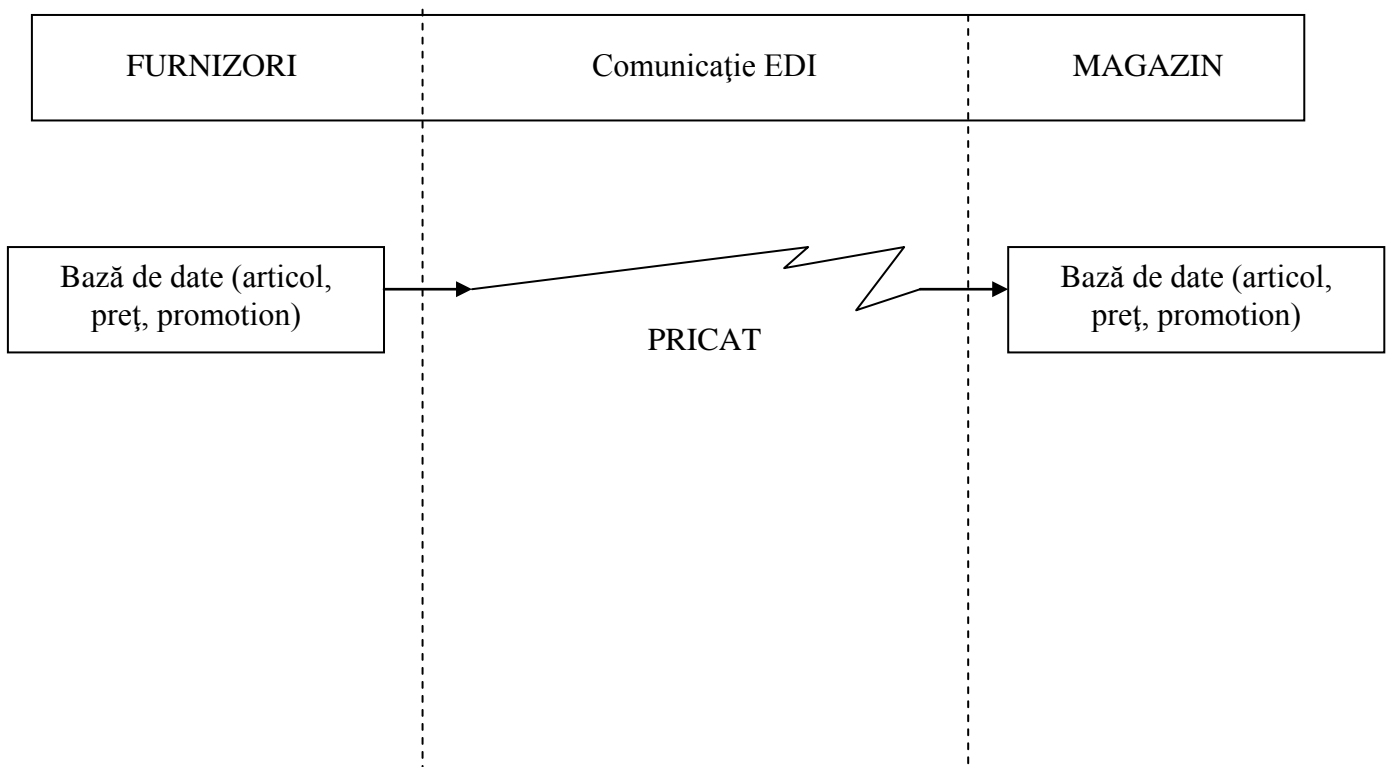 FURNIZORI
Comunicaţie EDI
MAGAZIN
Bază de date (articol,
preţ, promotion)
PRICAT
Bază de date (articol,
preţ, promotion)